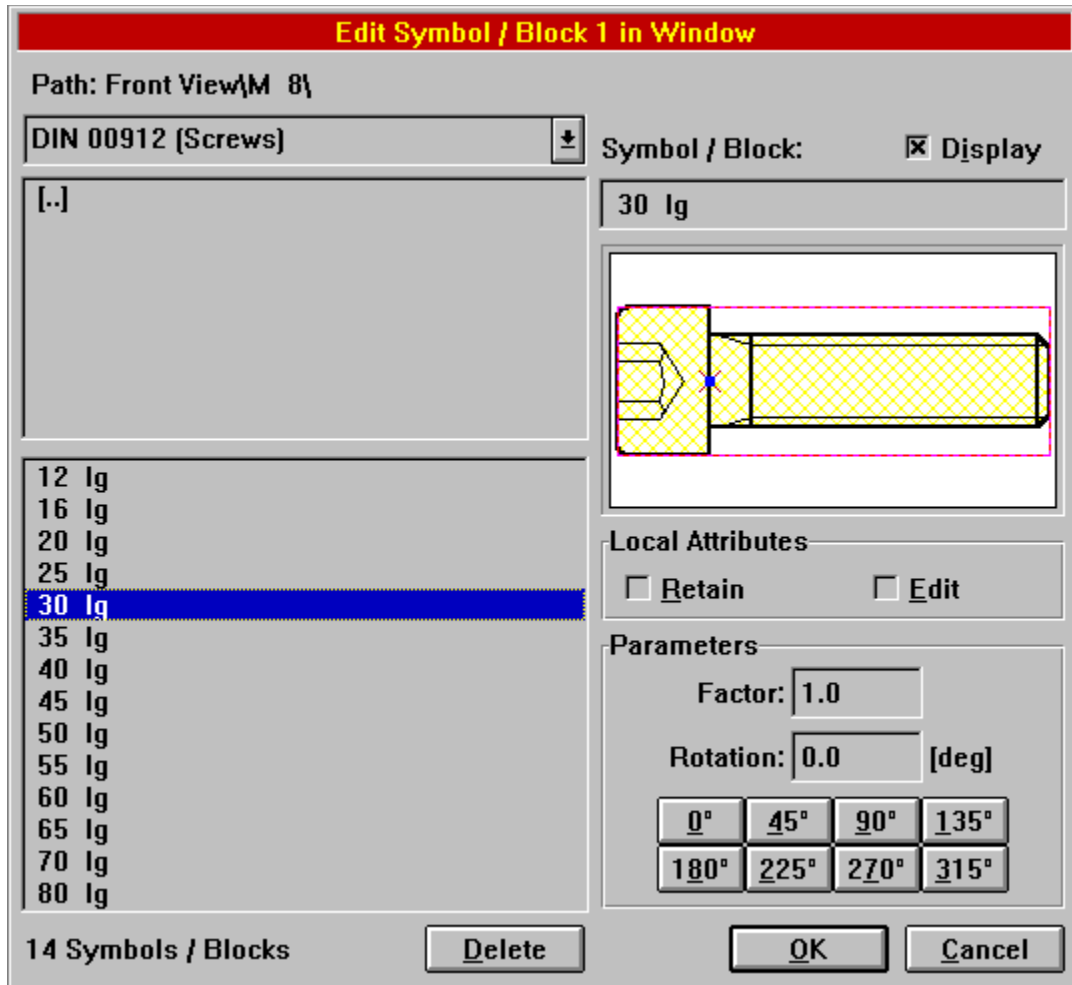 Edit Symbol / Block 1 in Window
Path: Front View\M 8\
DIN 00912 (Screws)
[..]
12 lg
16 lg
20 lg
25 lg
30 lg
35 lg
40 lg
45 lg
50 lg
55 lg
60 lg
65 lg
70 lg
80 lg
14 Symbols / Blocks
Delete
Symbol / Block:
Display
30 lg
Local Attributes
Retain
Edit
Parameters
Factor: 1.0
Rotation: 0.0 [deg]
0° 45° 90° 135°
180° 225° 270° 315°
OK
Cancel